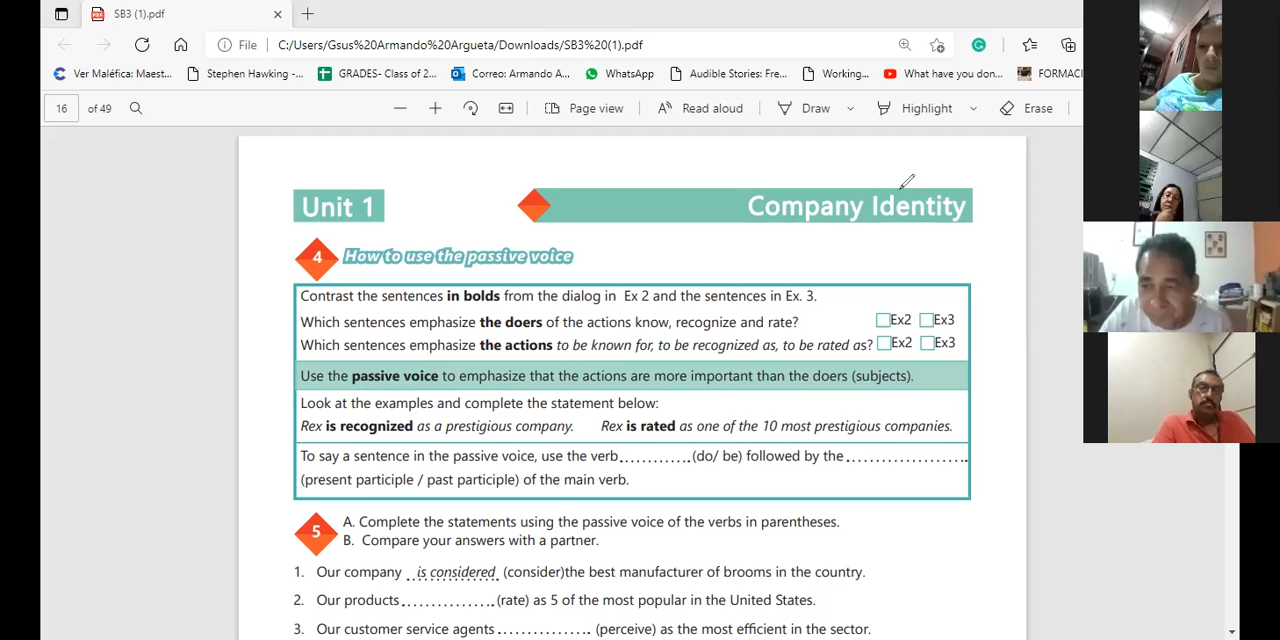 SB3 (1).pdf
File C:/Users/Gsus%20Armando%20Argueta/Downloads/SB3%20(1).pdf
Ver Maléfica: Maest... Stephen Hawking -... GRADES- Class of 2... Correo: Armando A... WhatsApp Audible Stories: Fre... Working... What have you don... FORMACI
16 of 49 Page view Read aloud Draw Highlight Erase
Unit 1 Company Identity
4 How to use the passive voice
Contrast the sentences in bolds from the dialog in Ex 2 and the sentences in Ex. 3.
Which sentences emphasize the doers of the actions know, recognize and rate? Ex2 Ex3
Which sentences emphasize the actions to be known for, to be recognized as, to be rated as? Ex2 Ex3
Use the passive voice to emphasize that the actions are more important than the doers (subjects).
Look at the examples and complete the statement below:
Rex is recognized as a prestigious company. Rex is rated as one of the 10 most prestigious companies.
To say a sentence in the passive voice, use the verb............(do/ be) followed by the .....................
(present participle / past participle) of the main verb.
5 A. Complete the statements using the passive voice of the verbs in parentheses.
B. Compare your answers with a partner.
1. Our company ..is considered.. (consider)the best manufacturer of brooms in the country.
2. Our products................(rate) as 5 of the most popular in the United States.
3. Our customer service agents ................ (perceive) as the most efficient in the sector.